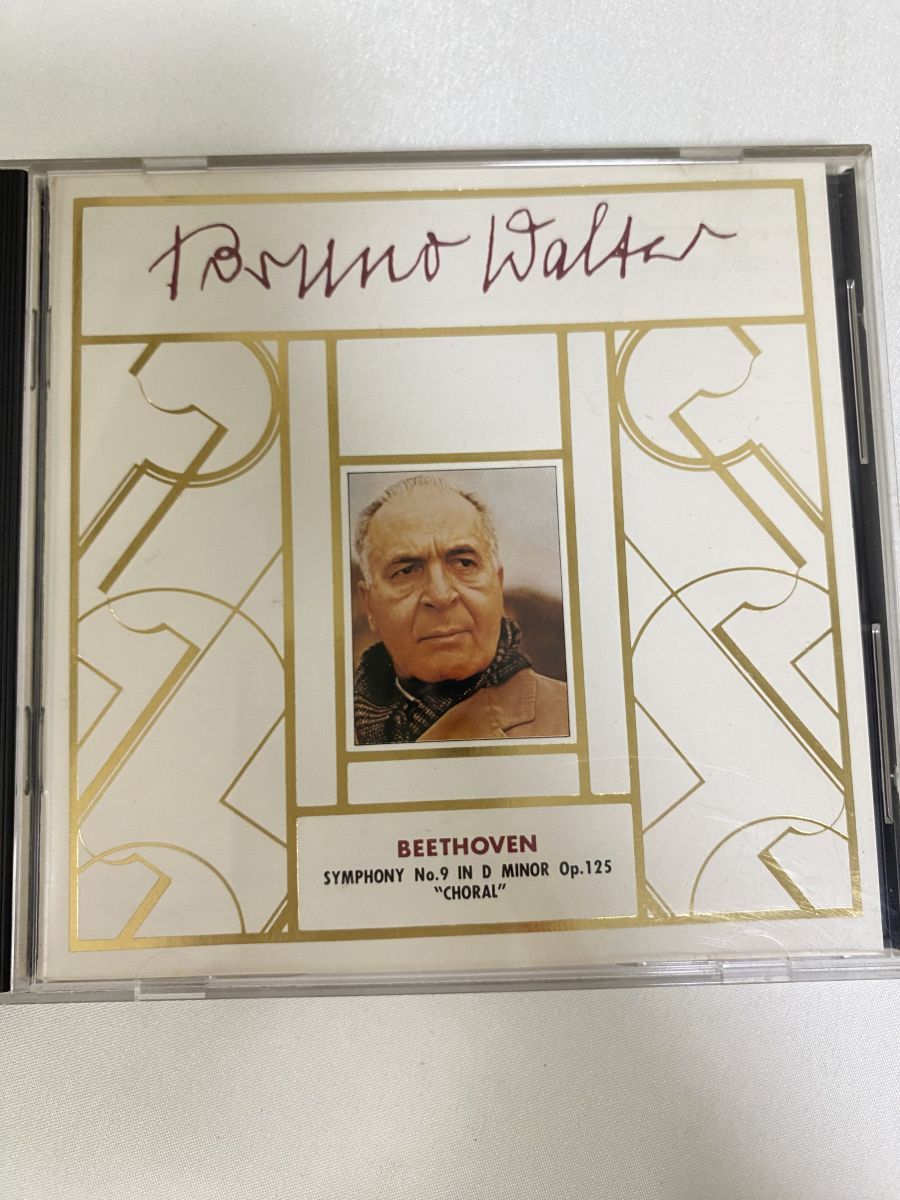 Bruno Walter
BEETHOVEN
SYMPHONY No.9 IN D MINOR Op.125
"CHORAL"